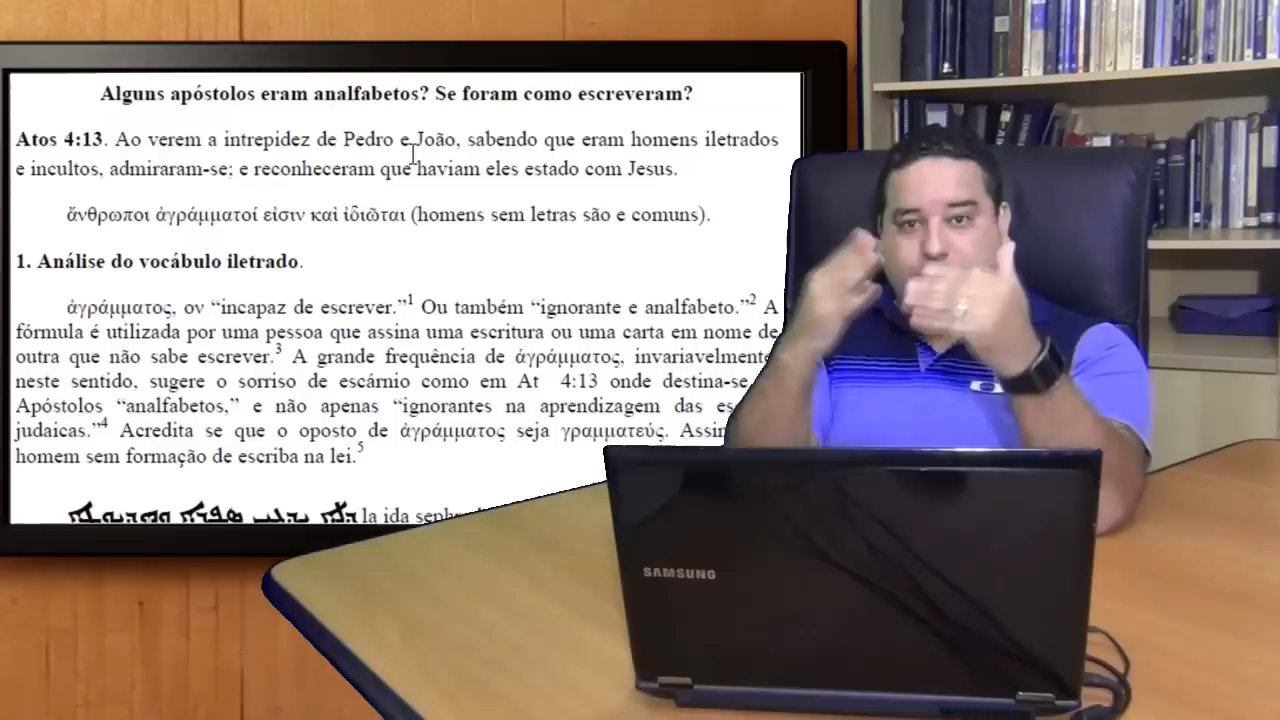 Alguns apóstolos eram analfabetos? Se foram como escreveram?
Atos 4:13. Ao verem a intrepidez de Pedro e João, sabendo que eram homens iletrados
e incultos, admiraram-se; e reconheceram que haviam eles estado com Jesus.
ἄνθρωποι ἀγράμματοί εἰσιν καὶ ἰδιῶται (homens sem letras são e comuns).
1. Análise do vocábulo iletrado.
ἀγράμματος, ον “incapaz de escrever.”1 Ou também “ignorante e analfabeto.”2 A
fórmula é utilizada por uma pessoa que assina uma escritura ou uma carta em nome de
outra que não sabe escrever.3 A grande frequência de ἀγράμματος, invariavelmente
neste sentido, sugere o sorriso de escárnio como em At 4:13 onde destina-se
Apóstolos “analfabetos,” e não apenas “ignorantes na aprendizagem das es
judaicas.”4 Acredita se que o oposto de ἀγράμματος seja γραμματεύς. Assi
homem sem formação de escriba na lei.5
la ida
SAMSUNG